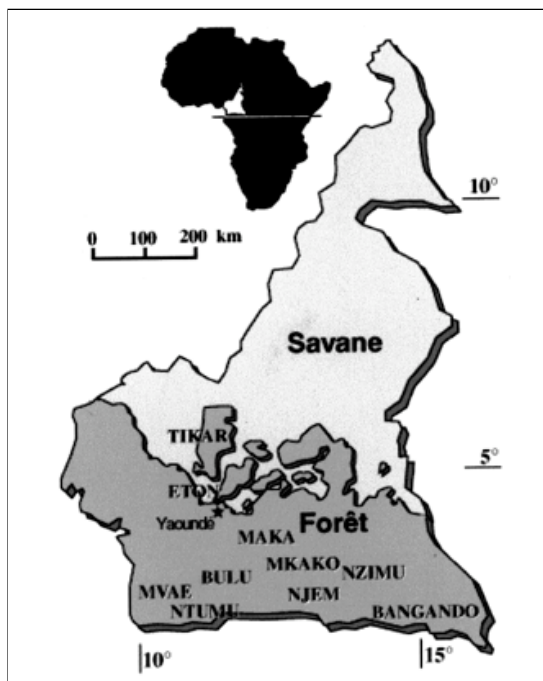 10°
0 100 200 km
Savane
TIKAR
5°
ETON
Yaoundé
Forêt
MAKA
MKAKO
NZIMU
BULU
MVAE
NJEM
NTUMU
BANGANDO
10°
15°